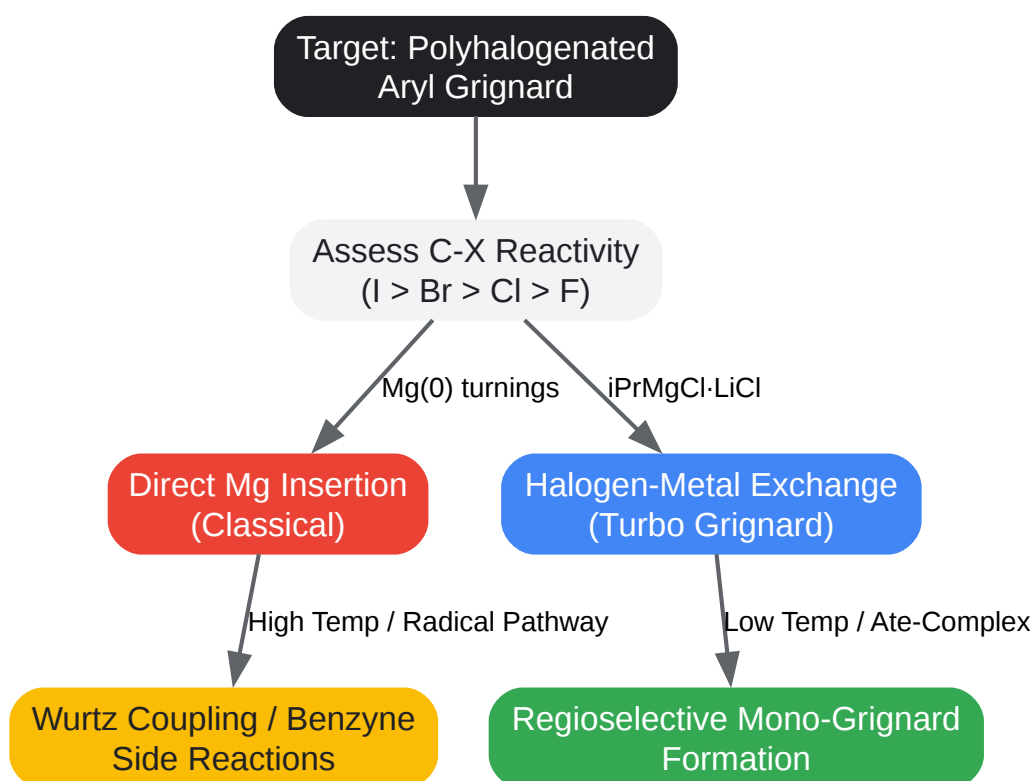 Target: Polyhalogenated
Aryl Grignard
Assess C-X Reactivity
(I > Br > Cl > F)
Mg(0) turnings
iPrMgCl·LiCl
Direct Mg Insertion
(Classical)
Halogen-Metal Exchange
(Turbo Grignard)
High Temp / Radical Pathway
Low Temp / Ate-Complex
Wurtz Coupling / Benzyne
Side Reactions
Regioselective Mono-Grignard
Formation